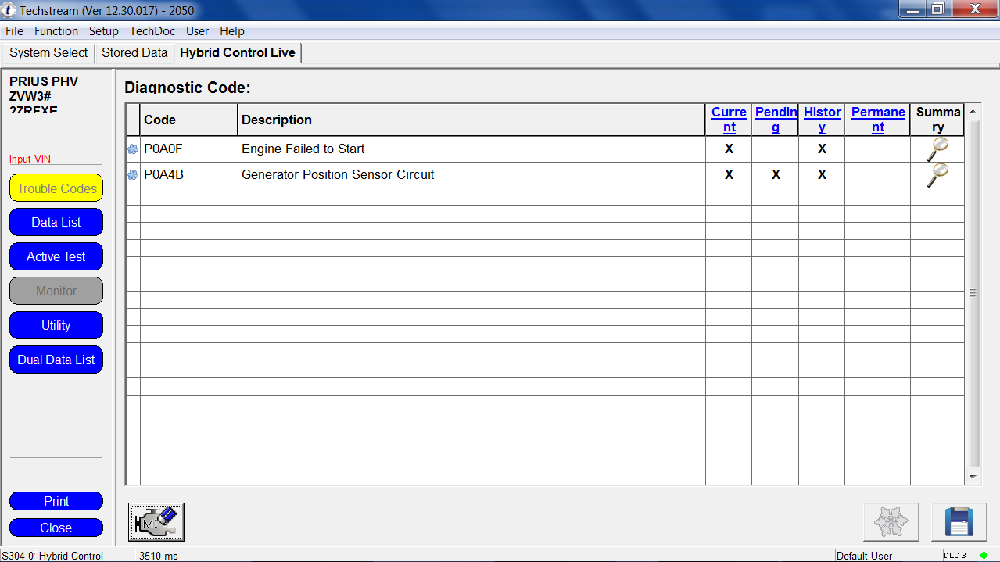 Techstream (Ver 12.30.017) - 2050
File Function Setup TechDoc User Help
System Select Stored Data Hybrid Control Live
PRIUS PHV
ZVW3#
2ZRFXE
Input VIN
Trouble Codes
Data List
Active Test
Monitor
Utility
Dual Data List
Print
Close
Diagnostic Code:
Code Description Current Pending History Permanent Summary
P0A0F Engine Failed to Start X X
P0A4B Generator Position Sensor Circuit X X X
MI
S304-0 Hybrid Control 3510 ms Default User DLC 3